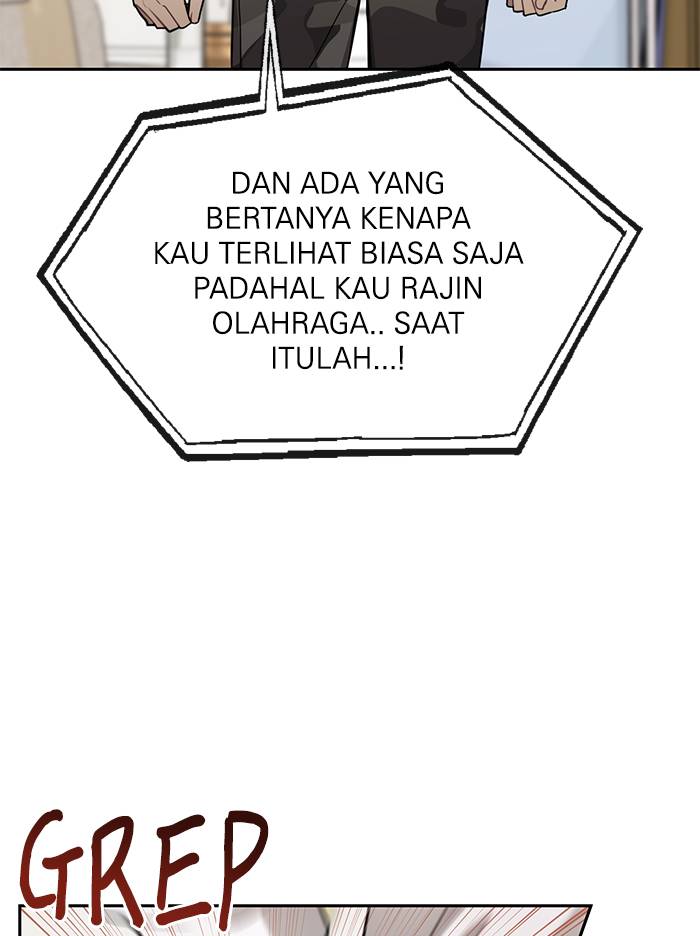 DAN ADA YANG
BERTANYA KENAPA
KAU TERLIHAT BIASA SAJA
PADAHAL KAU RAJIN
OLAHRAGA.. SAAT
ITULAH...!
GREP